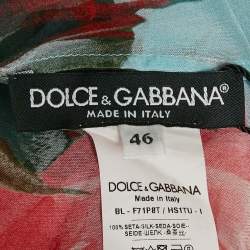 DOLCE & GABBANA®
MADE IN ITALY
46
DOLCE & GABBANA
MADE IN ITALY
BL - F71P8T / HS1TU - I
100% SETA-SILK-SEDA-SOIE-
SEIDE-ШЕЛК-